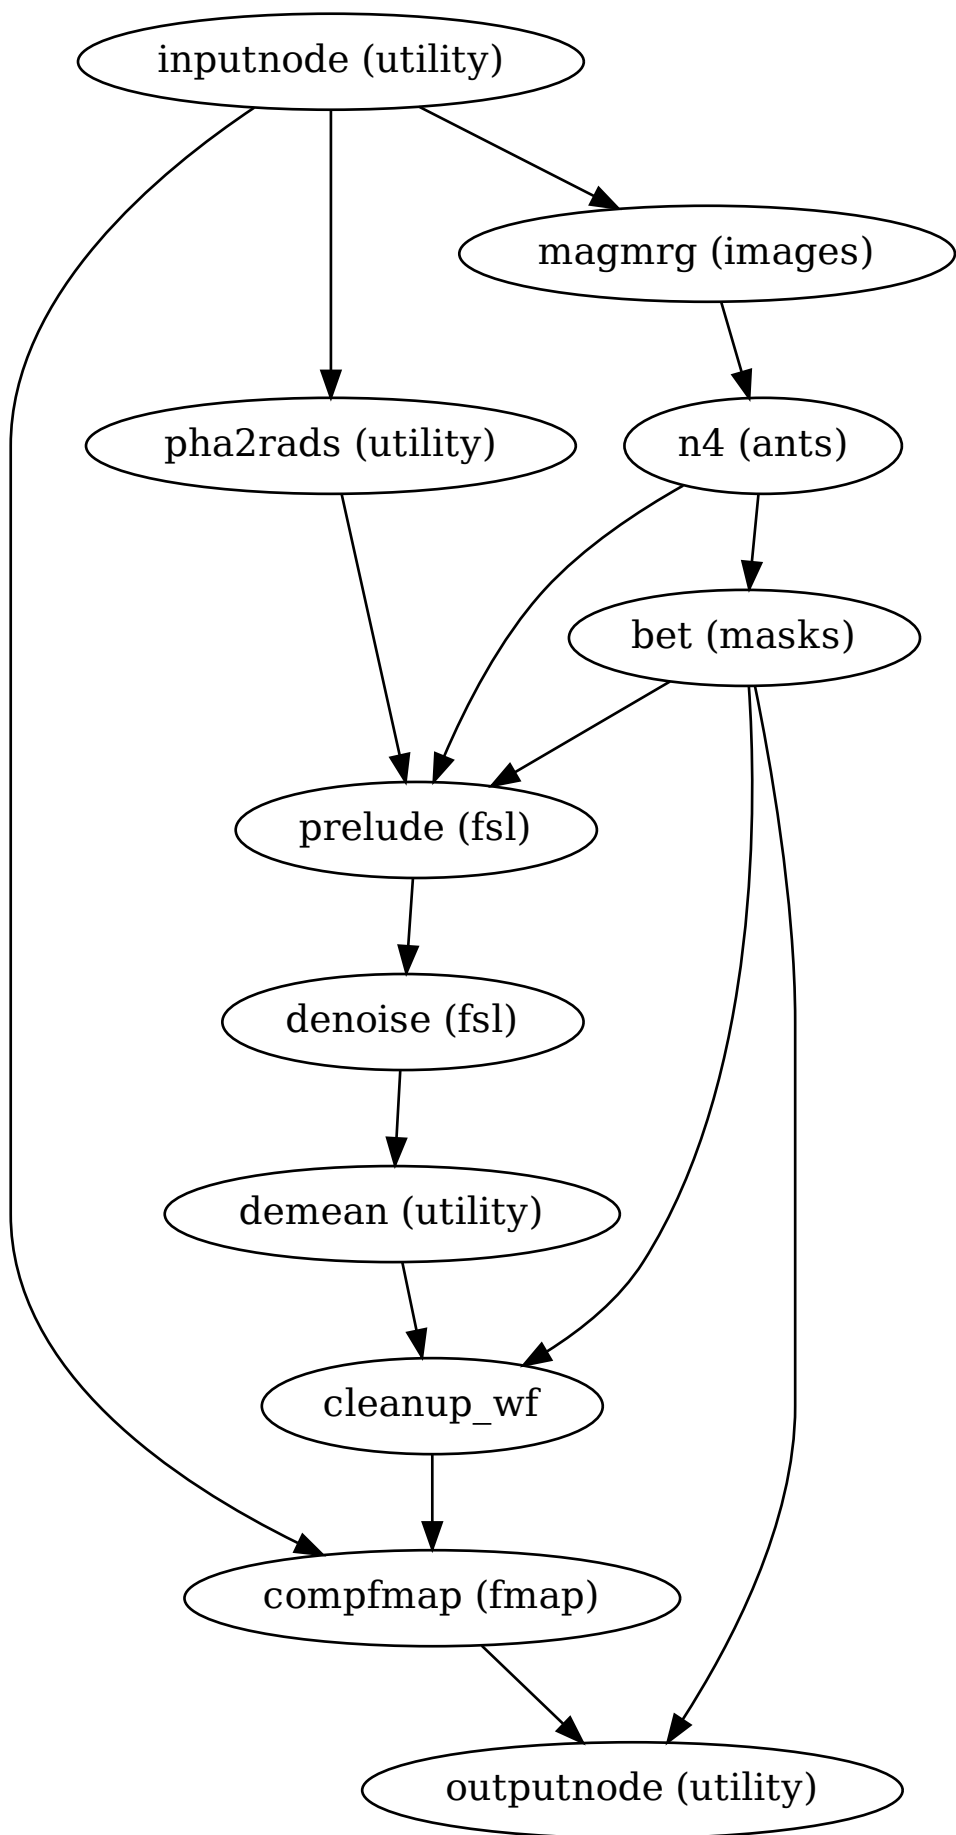 inputnode (utility)
magmrg (images)
pha2rads (utility)
n4 (ants)
bet (masks)
prelude (fsl)
denoise (fsl)
demean (utility)
cleanup_wf
compfmap (fmap)
outputnode (utility)